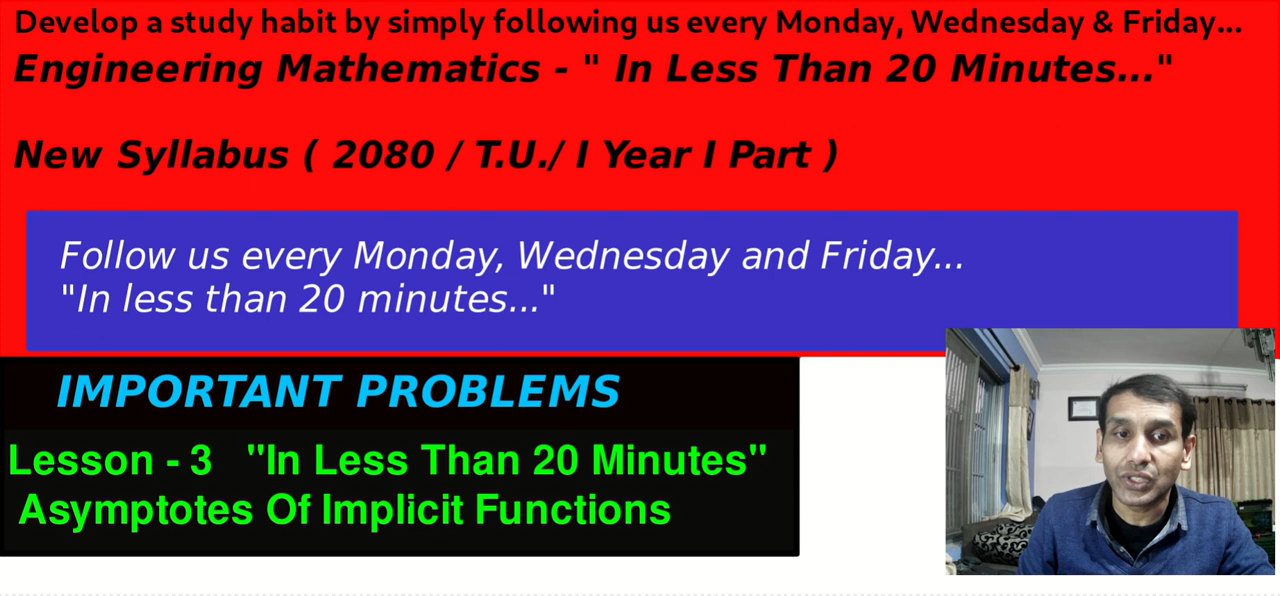 Develop a study habit by simply following us every Monday, Wednesday & Friday...
Engineering Mathematics - " In Less Than 20 Minutes..."
New Syllabus ( 2080 / T.U./ I Year I Part )
Follow us every Monday, Wednesday and Friday...
"In less than 20 minutes..."
IMPORTANT PROBLEMS
Lesson - 3 "In Less Than 20 Minutes"
Asymptotes Of Implicit Functions